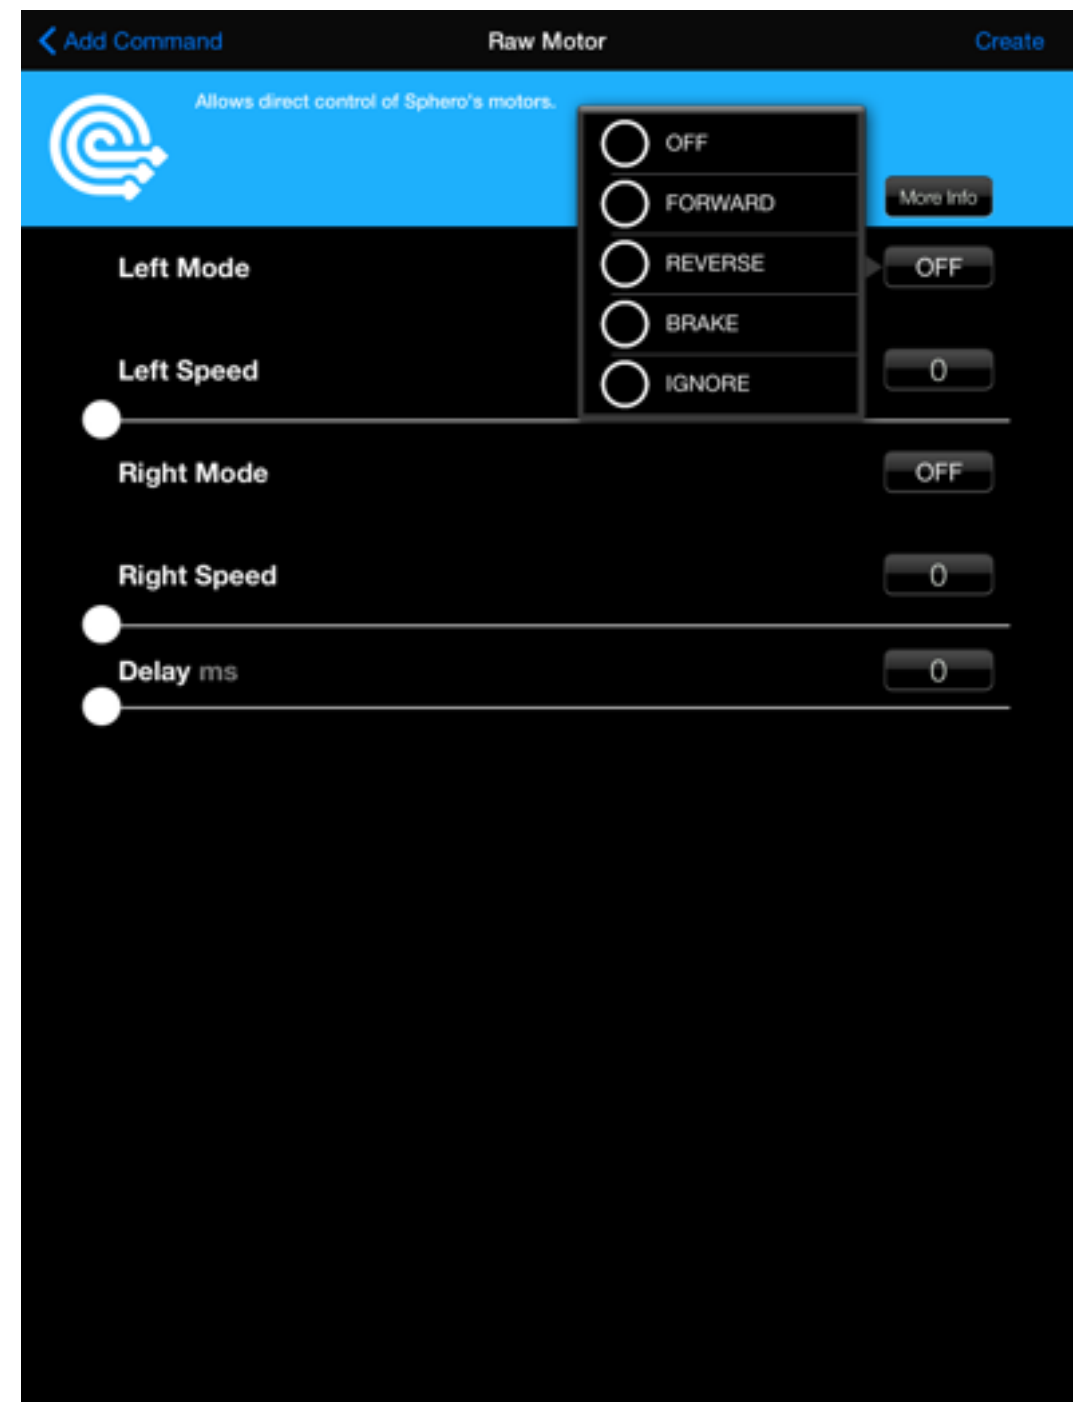 Add Command
Raw Motor
Create
Allows direct control of Sphero's motors.
More Info
OFF
FORWARD
REVERSE
BRAKE
IGNORE
Left Mode
OFF
Left Speed
0
Right Mode
OFF
Right Speed
0
Delay ms
0